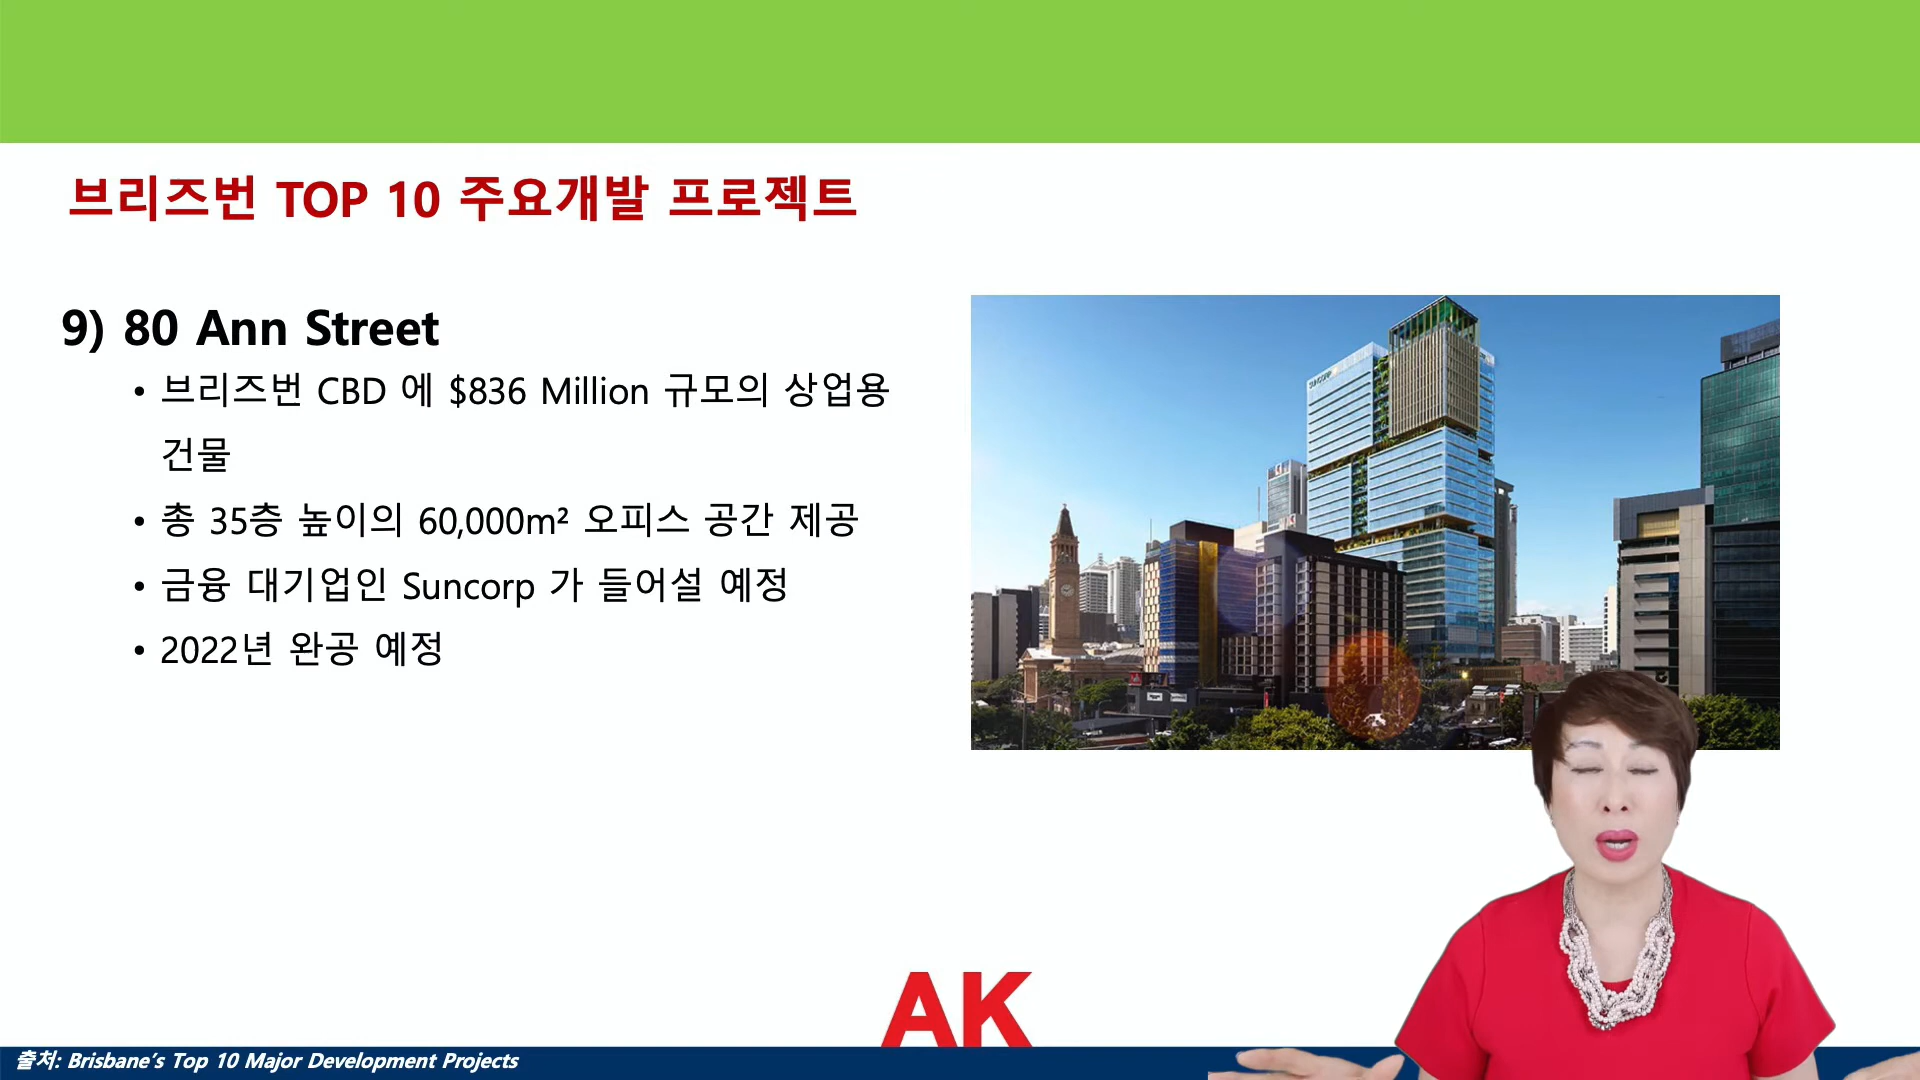 브리즈번 TOP 10 주요개발 프로젝트
9) 80 Ann Street
• 브리즈번 CBD 에 $836 Million 규모의 상업용
건물
• 총 35층 높이의 60,000m² 오피스 공간 제공
• 금융 대기업인 Suncorp 가 들어설 예정
• 2022년 완공 예정
SUNCORP
AK
출처: Brisbane's Top 10 Major Development Projects